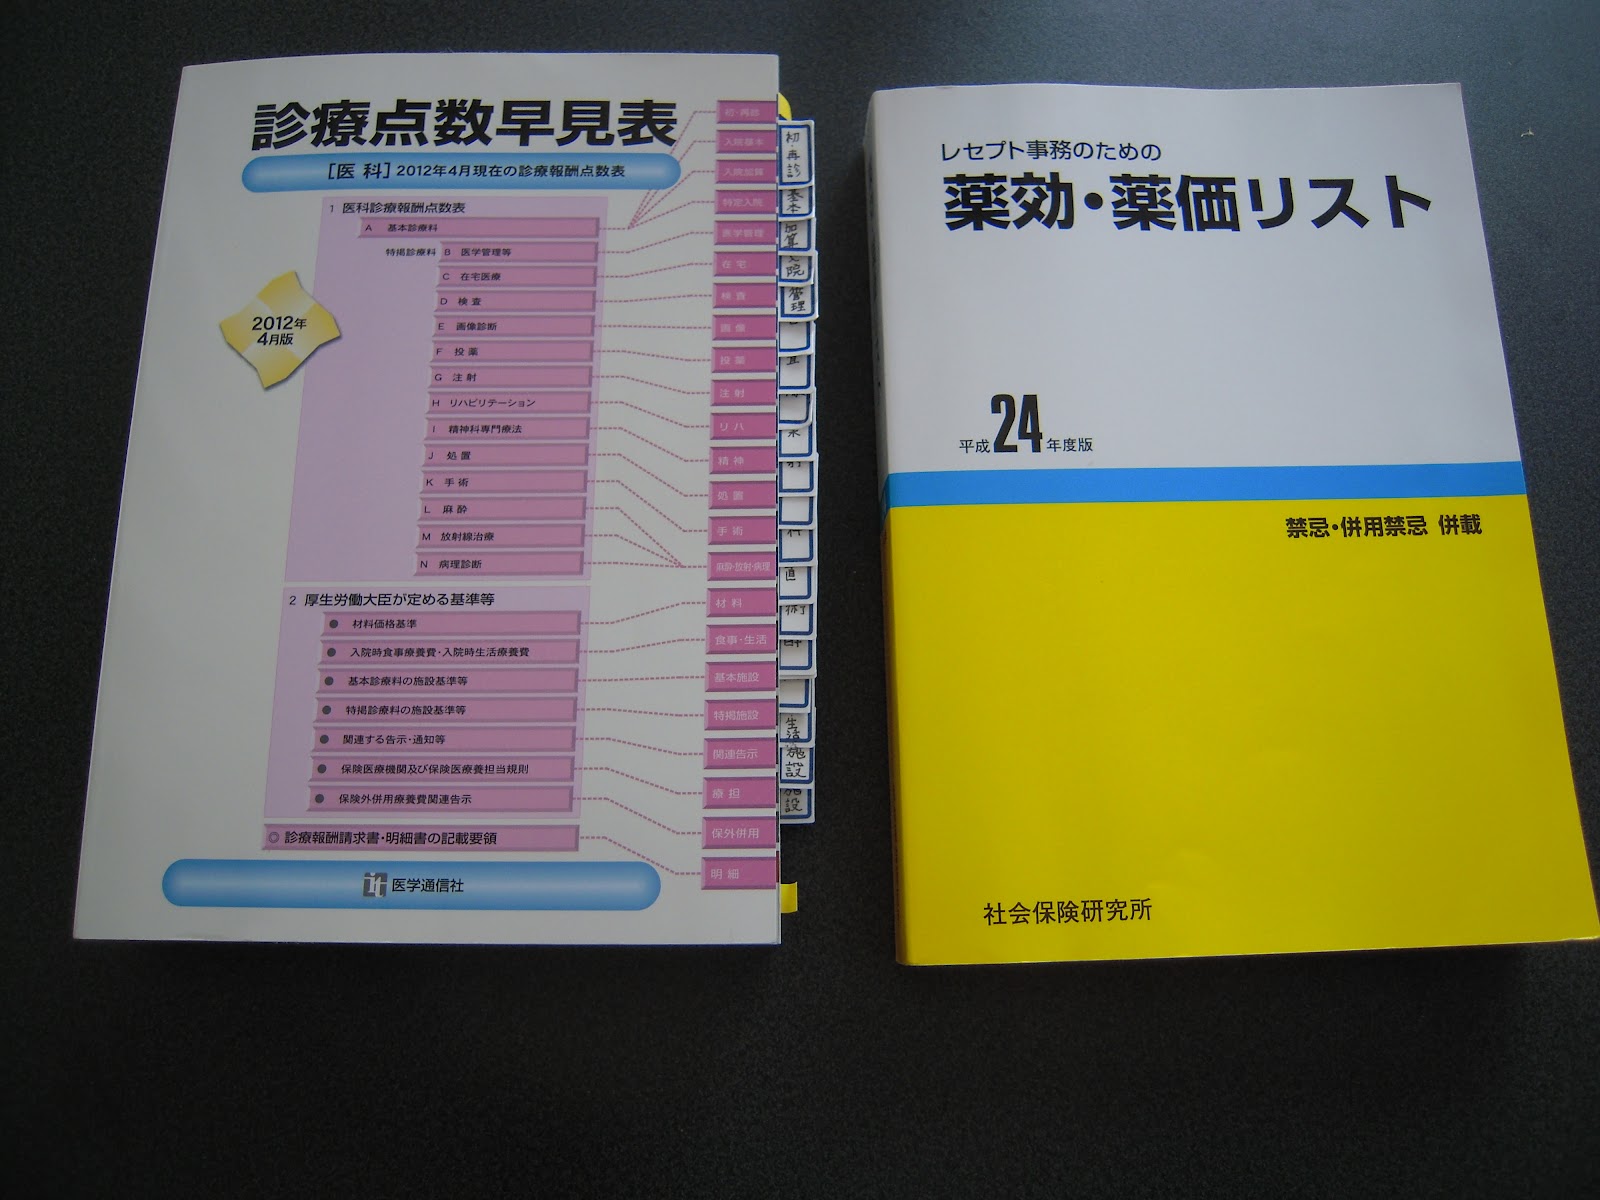 診療点数早見表
［医 科］2012年4月現在の診療報酬点数表
2012年
4月版
1 医科診療報酬点数表
A 基本診療料
特掲診療料 B 医学管理等
C 在宅医療
D 検査
E 画像診断
F 投薬
G 注射
H リハビリテーション
I 精神科専門療法
J 処置
K 手術
L 麻酔
M 放射線治療
N 病理診断
2 厚生労働大臣が定める基準等
● 材料価格基準
● 入院時食事療養費・入院時生活療養費
● 基本診療料の施設基準等
● 特掲診療料の施設基準等
● 関連する告示・通知等
● 保険医療機関及び保険医療養担当規則
● 保険外併用療養費関連告示
◎ 診療報酬請求書・明細書の記載要領
医学通信社
初・再診
入院基本
入院加算
特定入院
医学管理
在宅
検査
画像
投薬
注射
リハ
精神
処置
手術
麻酔・放射・病理
材料
食事・生活
基本施設
特掲施設
関連告示
療担
保外併用
明細
初・再診
基本
加算
院
管理
生活
施設
施設
レセプト事務のための
薬効・薬価リスト
平成24年度版
禁忌・併用禁忌 併載
社会保険研究所